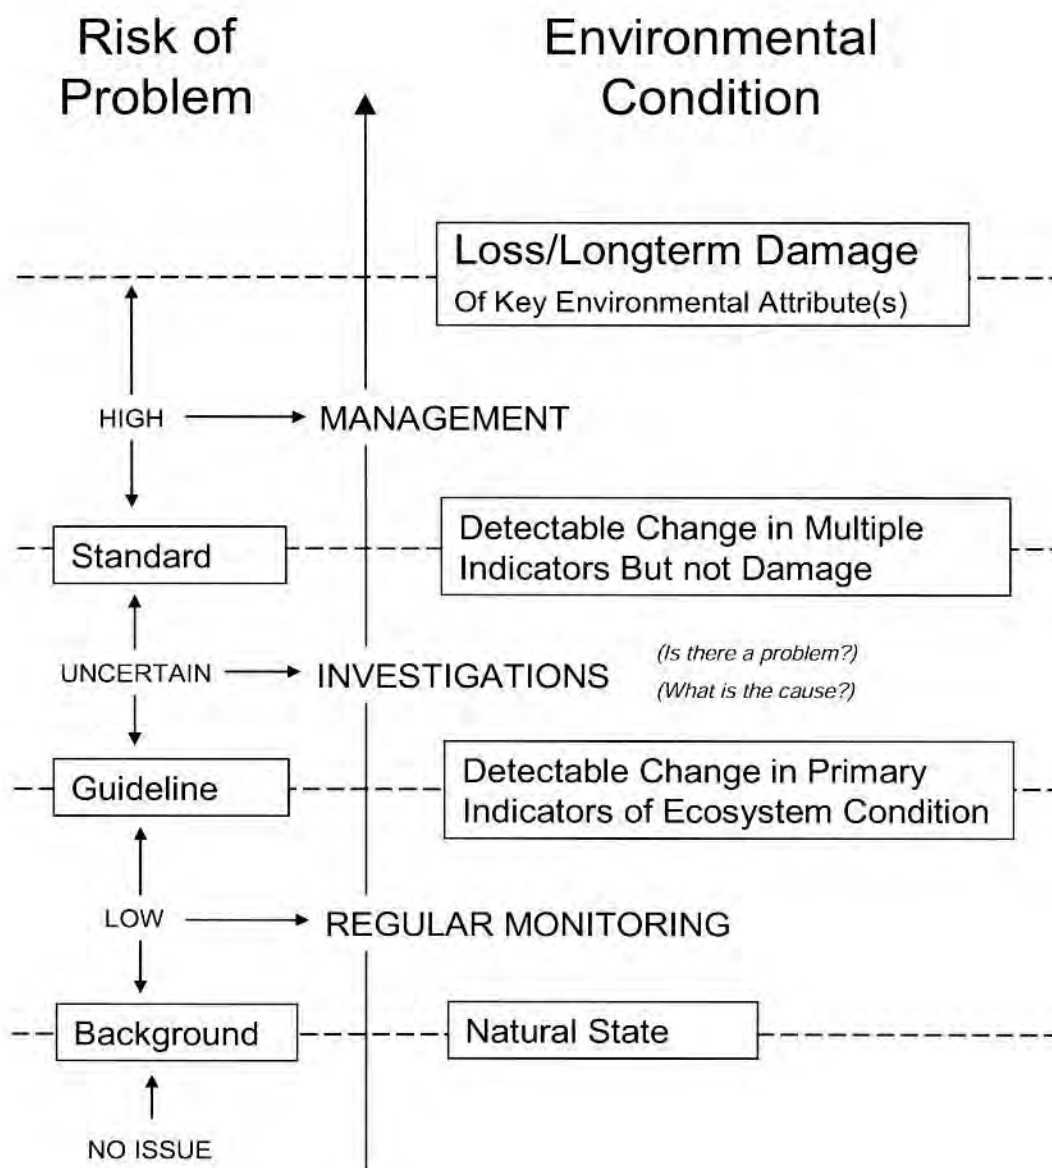 Risk of
Problem
Environmental
Condition
Loss/Longterm Damage
Of Key Environmental Attribute(s)
HIGH
MANAGEMENT
Standard
Detectable Change in Multiple
Indicators But not Damage
UNCERTAIN
INVESTIGATIONS
(Is there a problem?)
(What is the cause?)
Guideline
Detectable Change in Primary
Indicators of Ecosystem Condition
LOW
REGULAR MONITORING
Background
Natural State
NO ISSUE